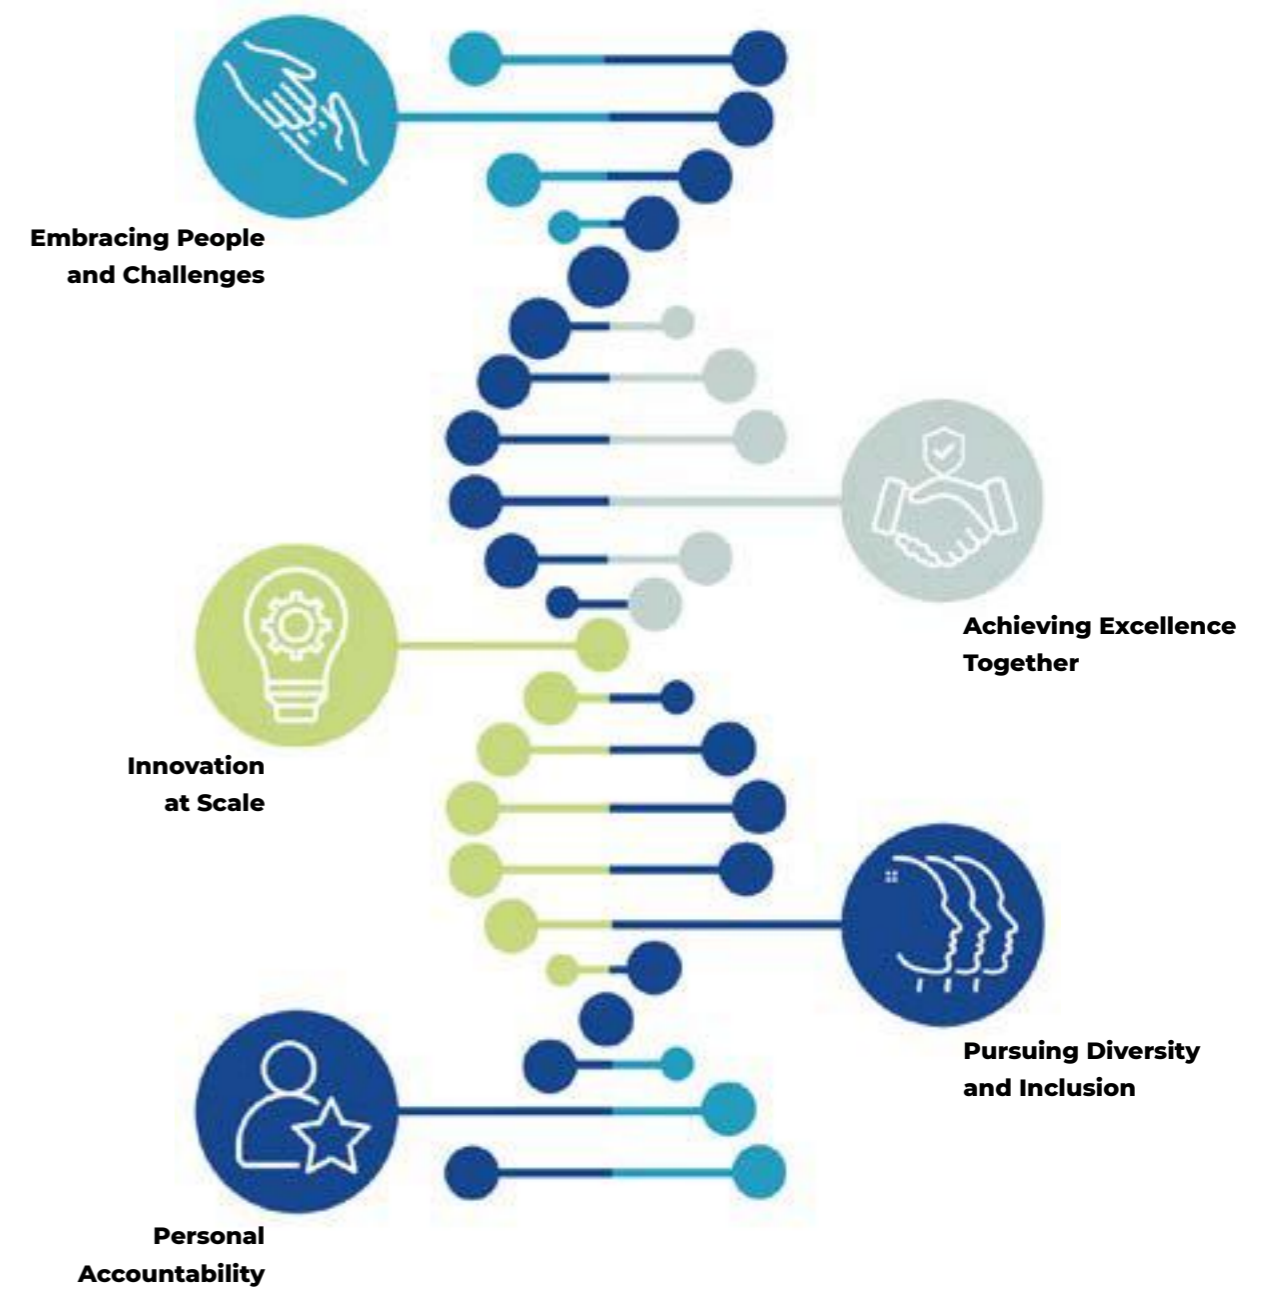 Embracing People
and Challenges
Achieving Excellence
Together
Innovation
at Scale
Pursuing Diversity
and Inclusion
Personal
Accountability